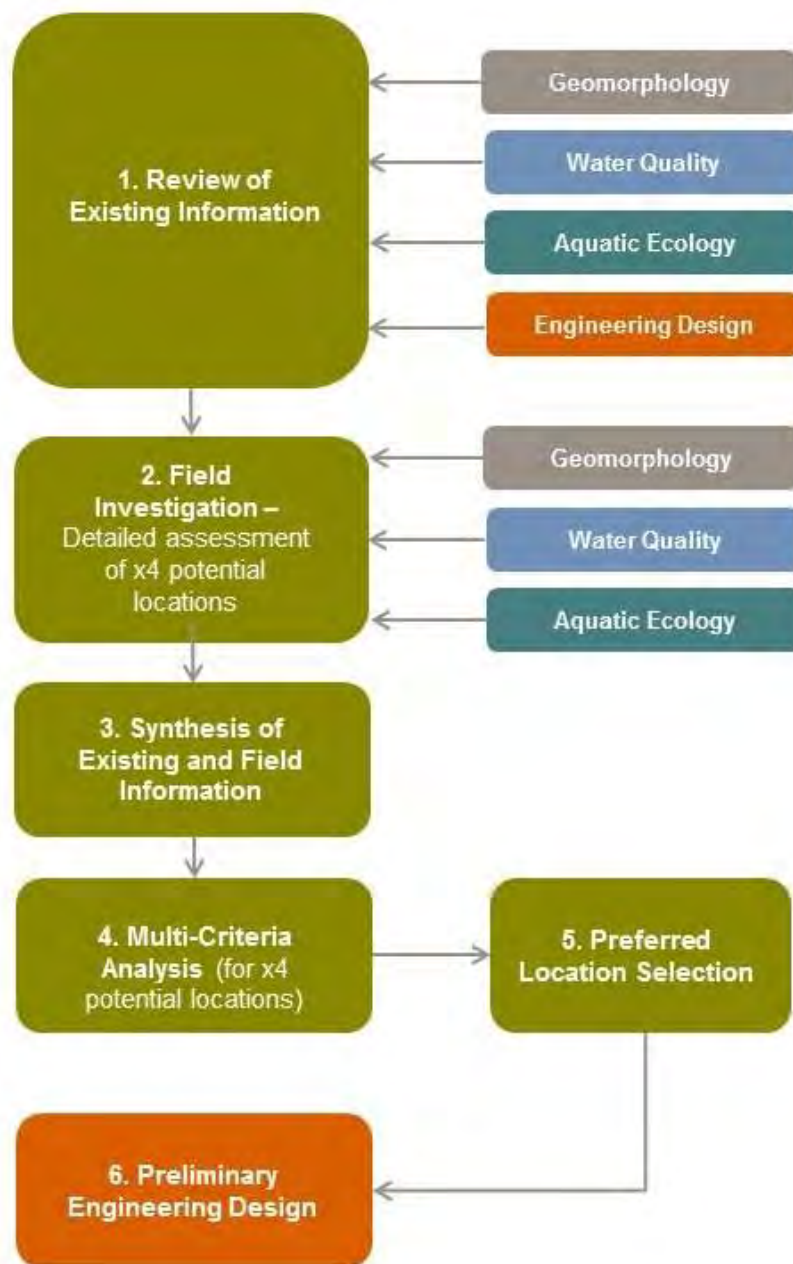 1. Review of
Existing Information
Geomorphology
Water Quality
Aquatic Ecology
Engineering Design
2. Field
Investigation –
Detailed assessment
of x4 potential
locations
Geomorphology
Water Quality
Aquatic Ecology
3. Synthesis of
Existing and Field
Information
4. Multi-Criteria
Analysis (for x4
potential locations)
5. Preferred
Location Selection
6. Preliminary
Engineering Design